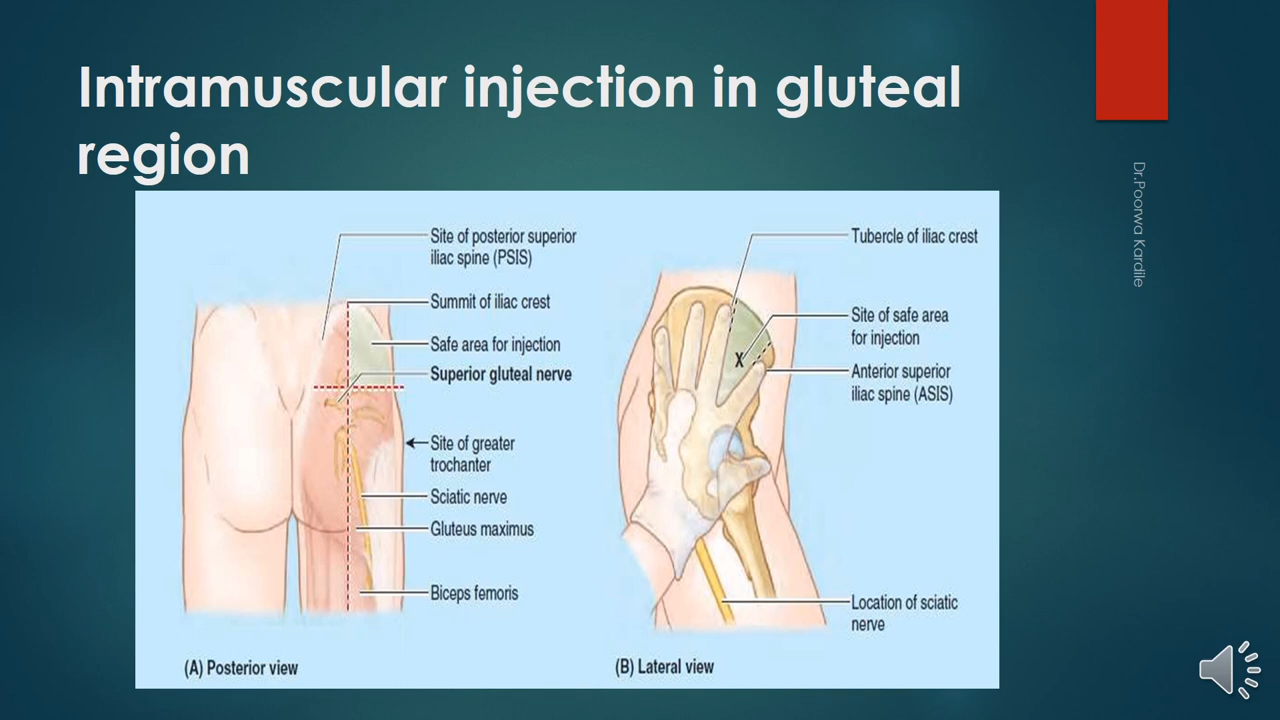 Intramuscular injection in gluteal
region
Dr.Poorwa Kardile
Site of posterior superior
iliac spine (PSIS)
Summit of iliac crest
Safe area for injection
Superior gluteal nerve
Site of greater
trochanter
Sciatic nerve
Gluteus maximus
Biceps femoris
(A) Posterior view
Tubercle of iliac crest
Site of safe area
for injection
X
Anterior superior
iliac spine (ASIS)
Location of sciatic
nerve
(B) Lateral view